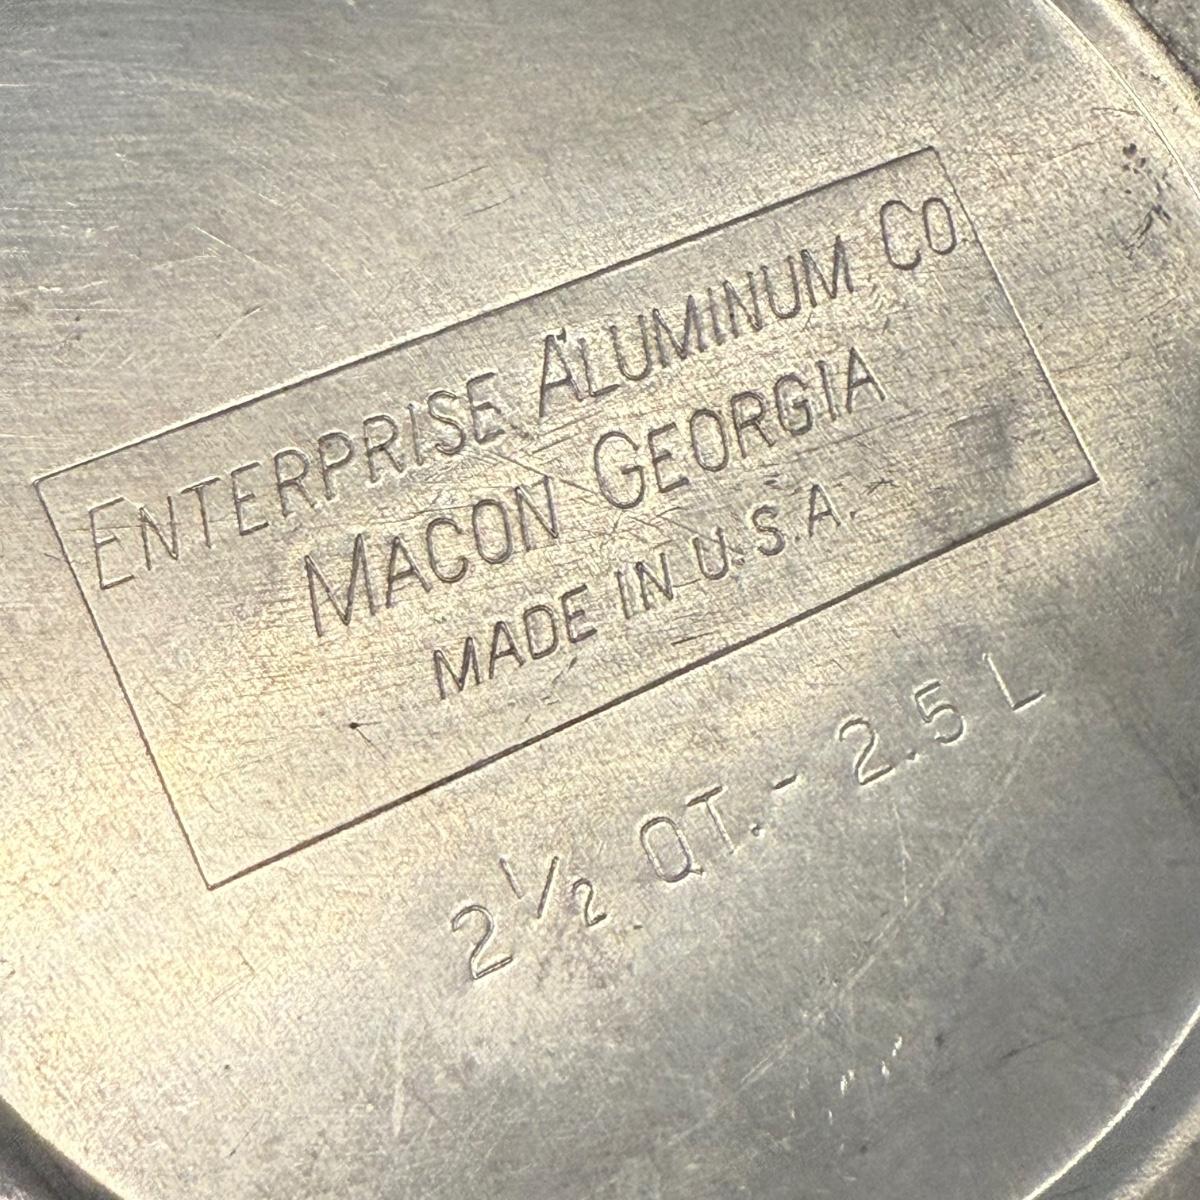 ENTERPRISE ALUMINUM CO.
MACON GEORGIA
MADE IN U.S.A.
2 1/2 QT. - 2.5 L